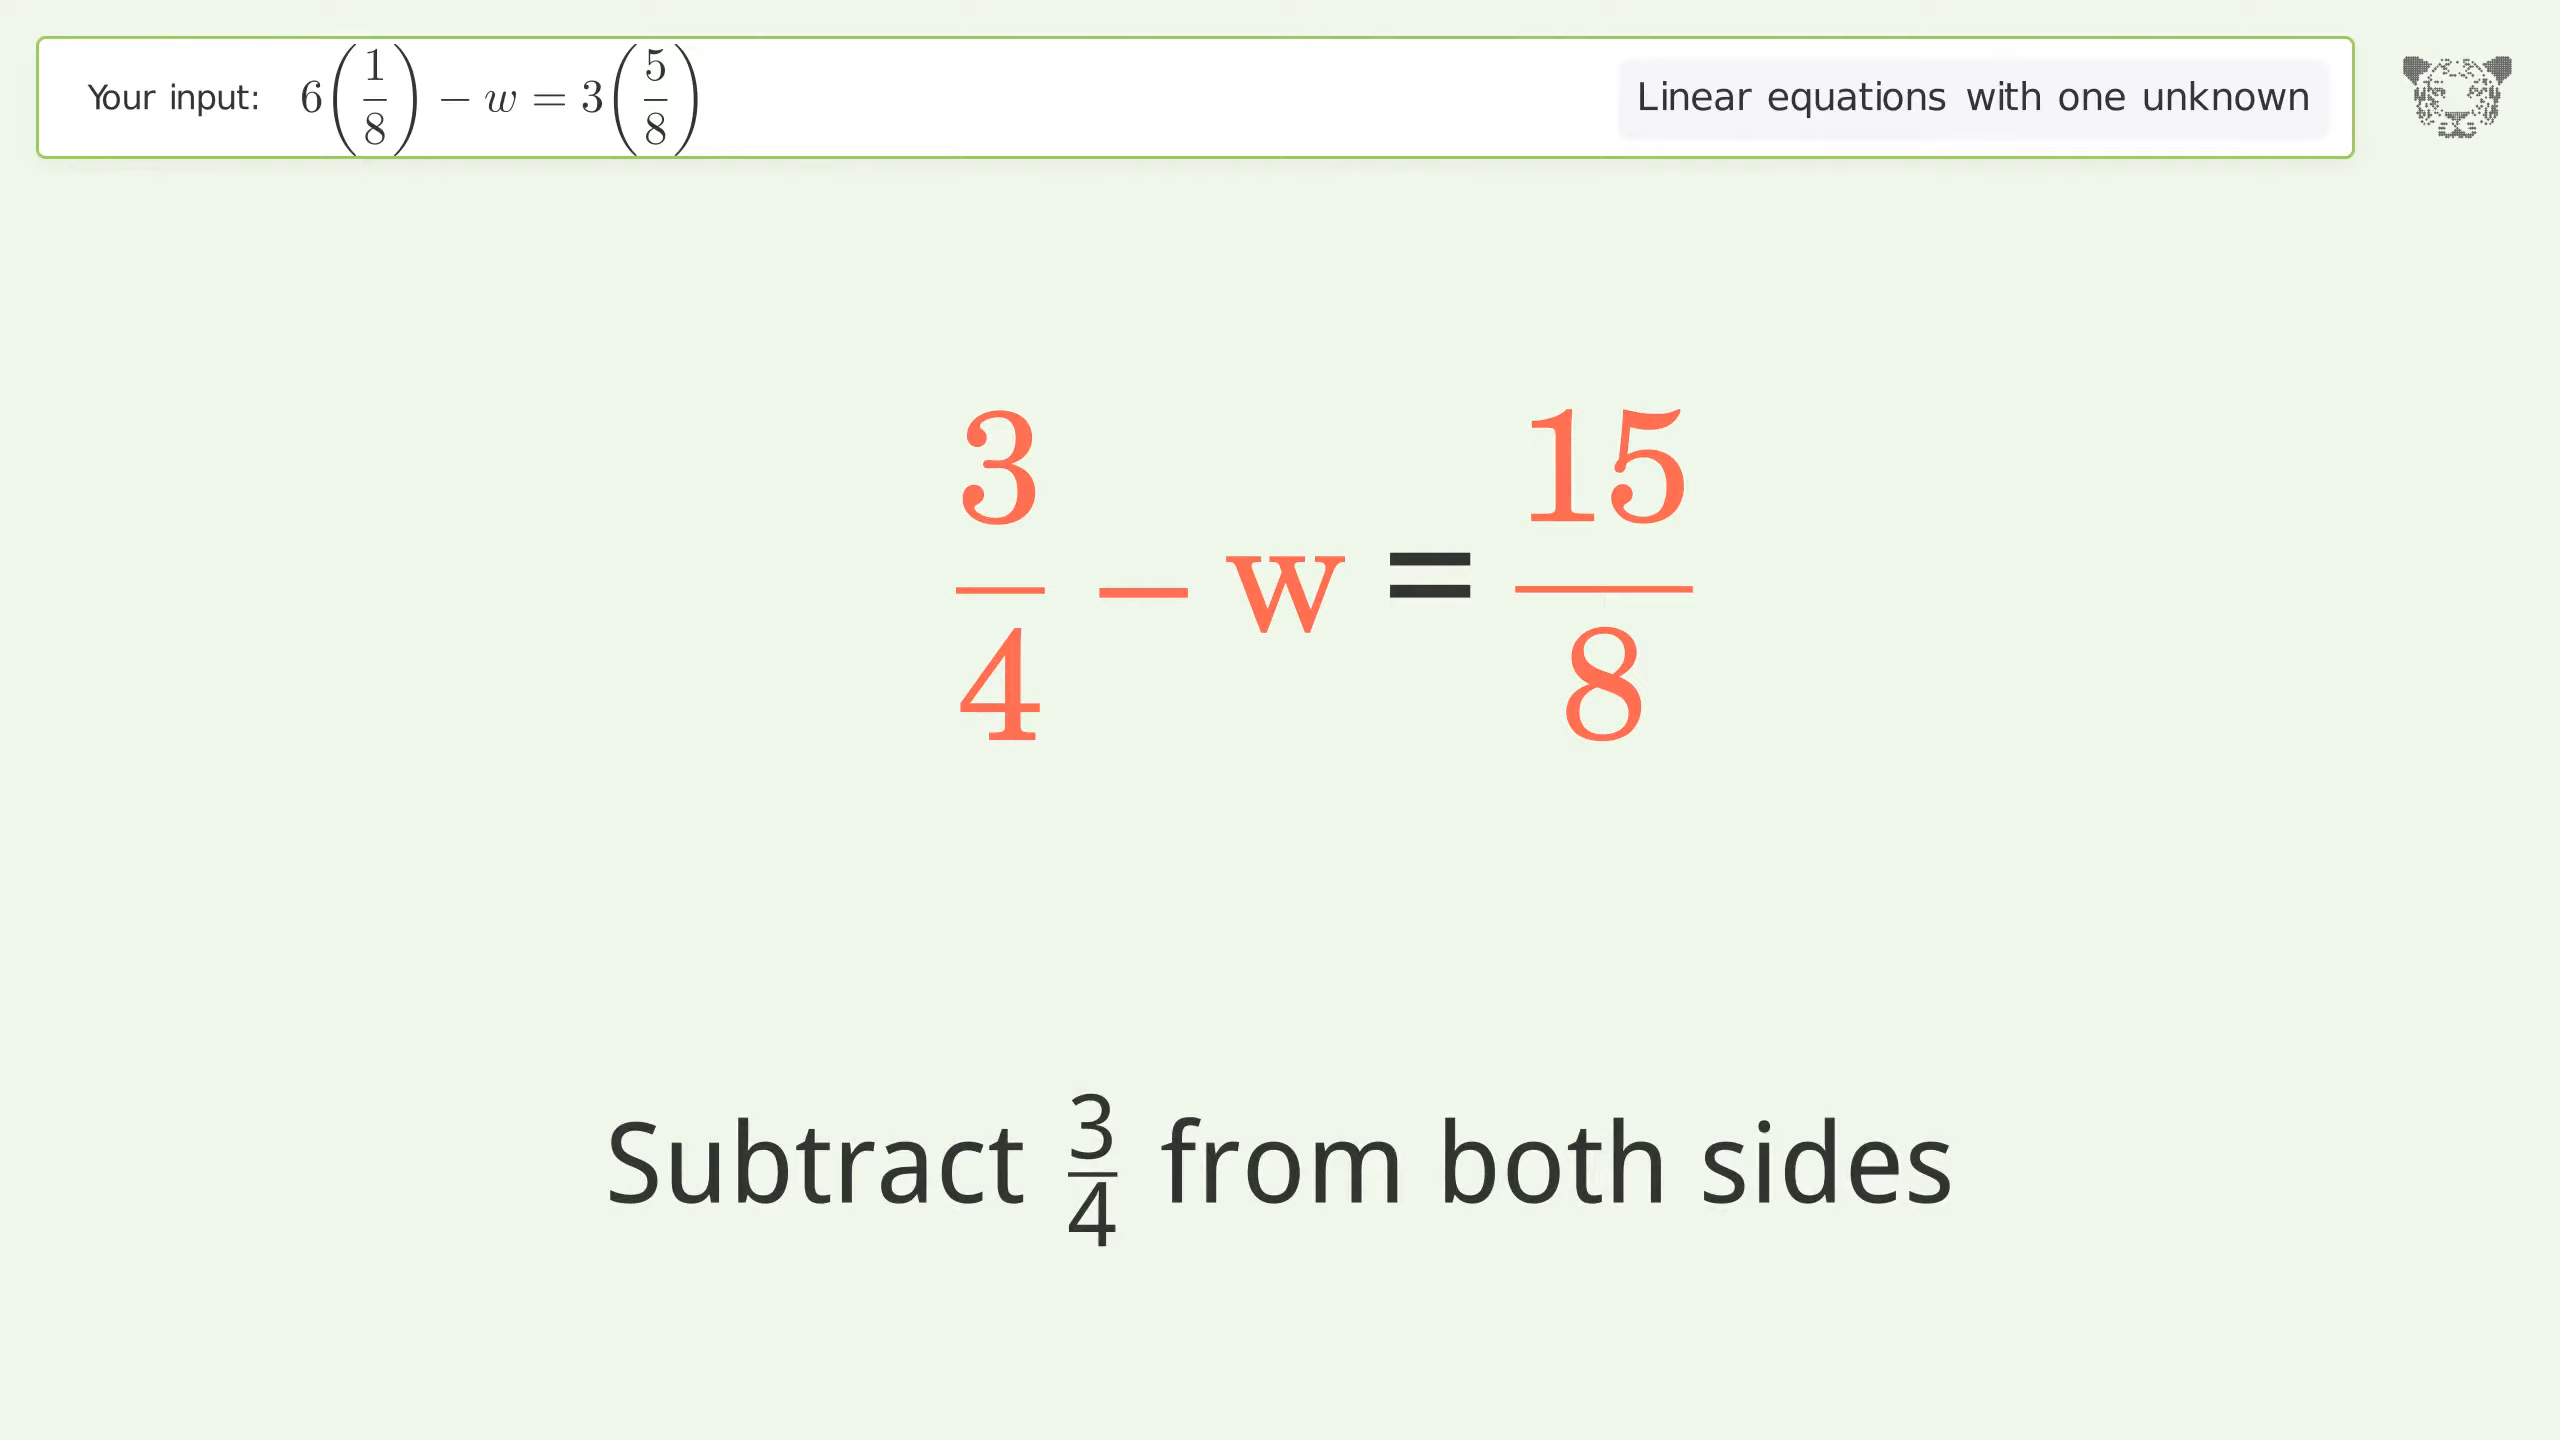 Your input: 6(1/8) − w = 3(5/8)
Linear equations with one unknown
3/4 − w = 15/8
Subtract 3/4 from both sides